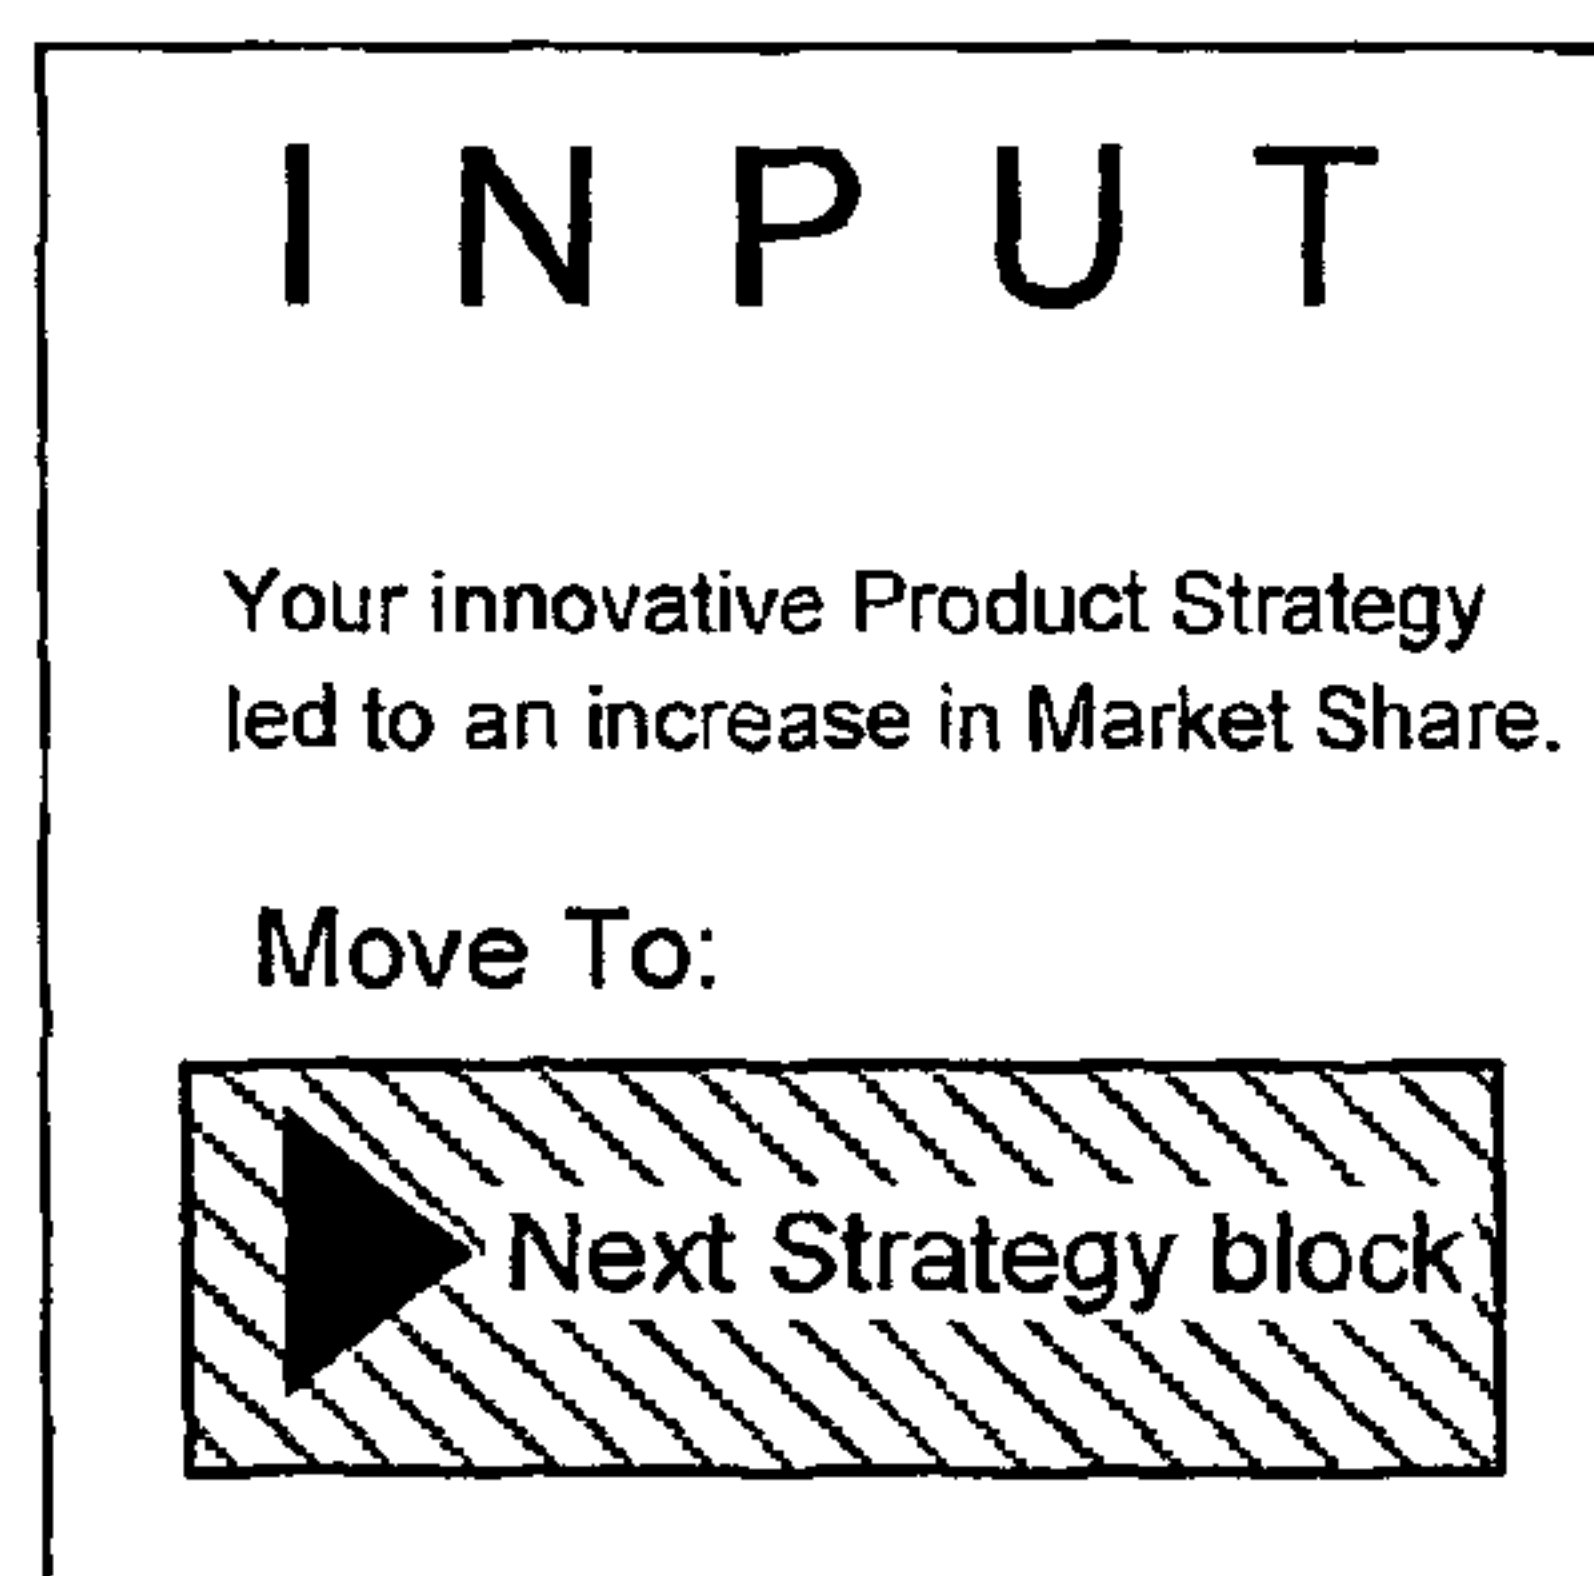 INPUT
Your innovative Product Strategy
led to an increase in Market Share.
Move To:
Next Strategy block